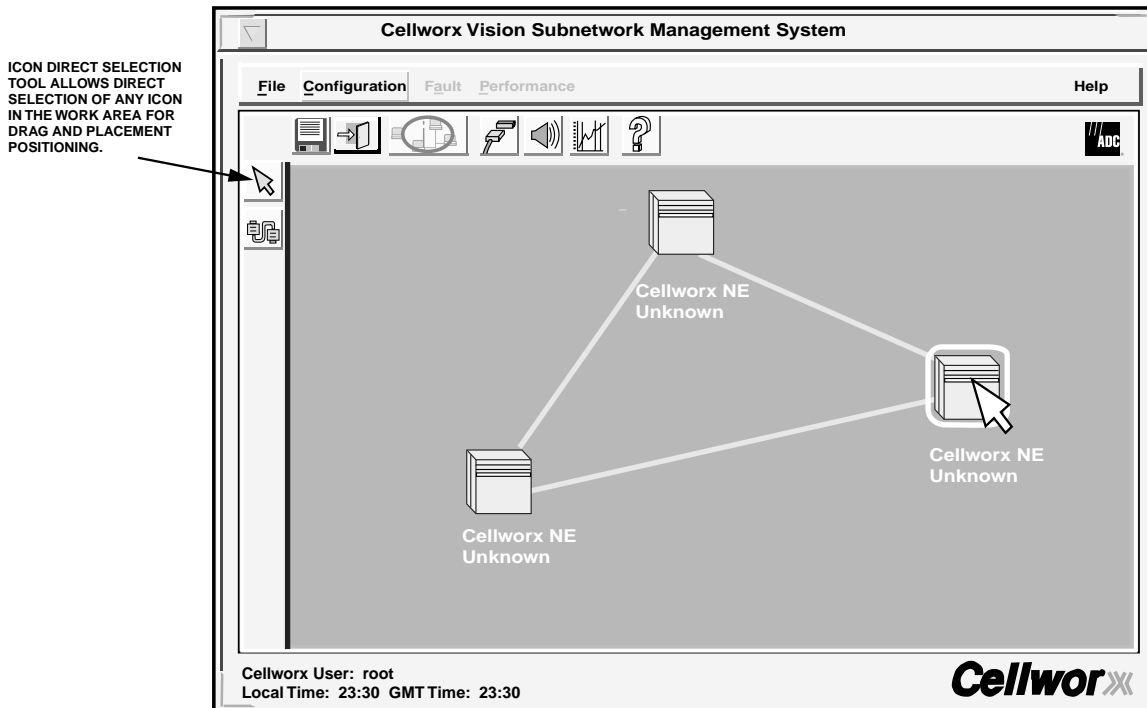 Cellworx Vision Subnetwork Management System
ICON DIRECT SELECTION
TOOL ALLOWS DIRECT
SELECTION OF ANY ICON
IN THE WORK AREA FOR
DRAG AND PLACEMENT
POSITIONING.
File Configuration Fault Performance Help
ADC
Cellworx NE
Unknown
Cellworx NE
Unknown
Cellworx NE
Unknown
Cellworx User: root
Local Time: 23:30 GMT Time: 23:30
Cellworx